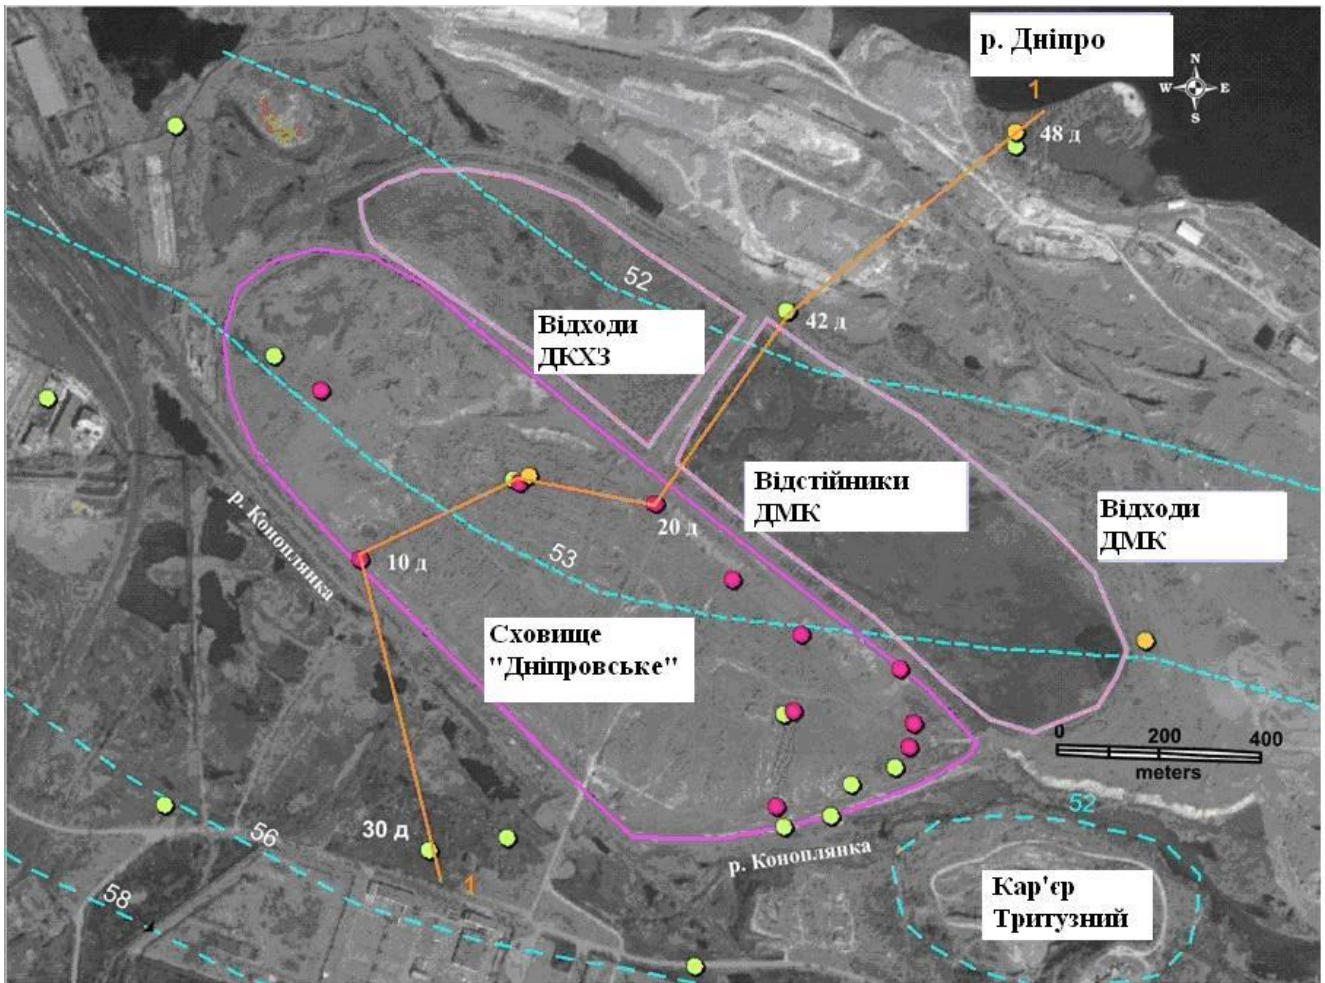 р. Дніпро
N
W E
S
1
48 д
52
42 д
Відходи
ДКХЗ
Відстійники
ДМК
Відходи
ДМК
р. Коноплянка
20 д
53
10 д
Сховище
"Дніпровське"
0 200 400
meters
52
56
30 д
р. Коноплянка
1
58
Кар'єр
Тритузний